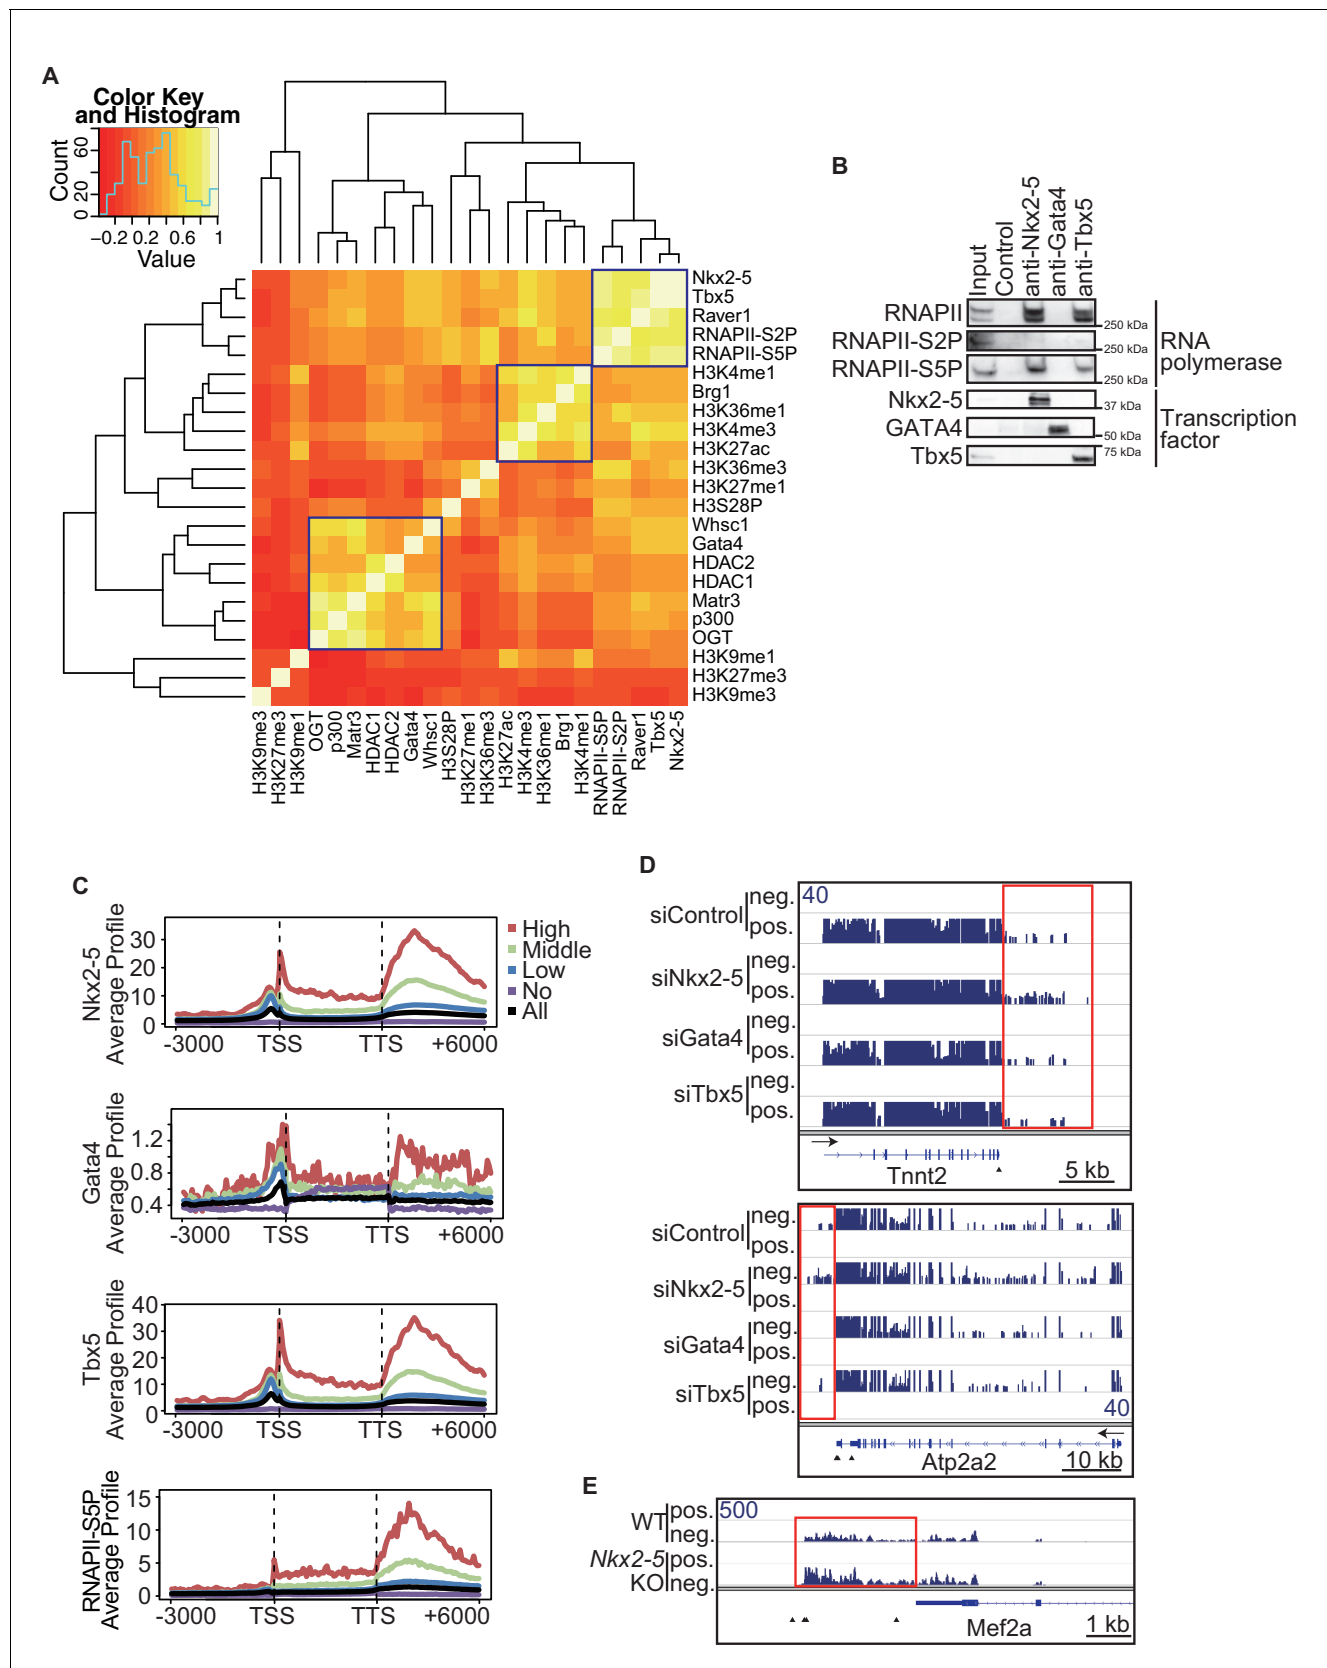 A
Color Key
and Histogram
Count
0 20 60
−0.2 0.2 0.6 1
Value
Nkx2-5
Tbx5
Raver1
RNAPII-S2P
RNAPII-S5P
H3K4me1
Brg1
H3K36me1
H3K4me3
H3K27ac
H3K36me3
H3K27me1
H3S28P
Whsc1
Gata4
HDAC2
HDAC1
Matr3
p300
OGT
H3K9me1
H3K27me3
H3K9me3
H3K9me3
H3K27me3
H3K9me1
OGT
p300
Matr3
HDAC1
HDAC2
Gata4
Whsc1
H3S28P
H3K27me1
H3K36me3
H3K27ac
H3K4me3
H3K36me1
Brg1
H3K4me1
RNAPII-S5P
RNAPII-S2P
Raver1
Tbx5
Nkx2-5
B
Input
Control
anti-Nkx2-5
anti-Gata4
anti-Tbx5
RNAPII
250 kDa
RNAPII-S2P
250 kDa
RNAPII-S5P
250 kDa
RNA
polymerase
Nkx2-5
37 kDa
GATA4
50 kDa
Tbx5
75 kDa
Transcription
factor
C
Nkx2-5
Average Profile
30
20
10
0
-3000 TSS TTS +6000
High
Middle
Low
No
All
Gata4
Average Profile
1.2
0.8
0.4
-3000 TSS TTS +6000
Tbx5
Average Profile
40
30
20
10
0
-3000 TSS TTS +6000
RNAPII-S5P
Average Profile
15
10
5
0
-3000 TSS TTS +6000
D
40
siControl neg.
pos.
siNkx2-5 neg.
pos.
siGata4 neg.
pos.
siTbx5 neg.
pos.
Tnnt2
5 kb
siControl neg.
pos.
siNkx2-5 neg.
pos.
siGata4 neg.
pos.
siTbx5 neg.
pos.
40
Atp2a2
10 kb
E
500
WT pos.
neg.
Nkx2-5 pos.
KO neg.
Mef2a
1 kb